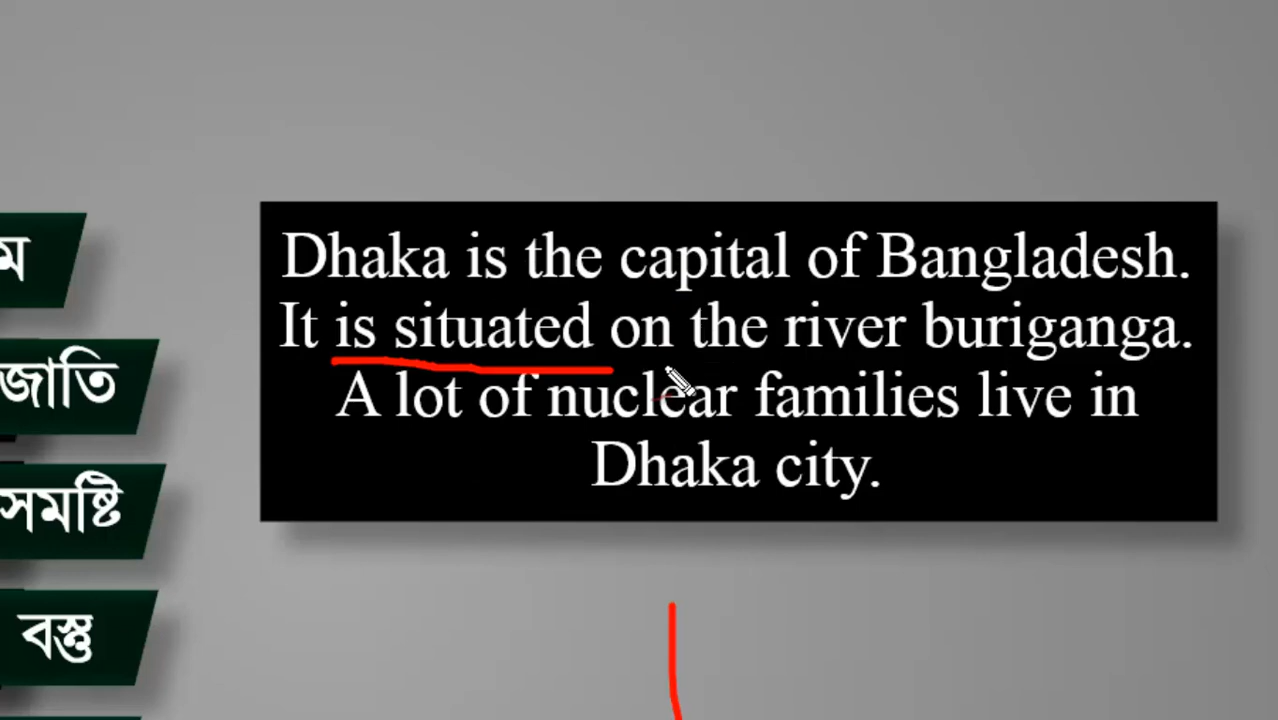 Dhaka is the capital of Bangladesh.
It is situated on the river buriganga.
A lot of nuclear families live in
Dhaka city.
জাতি
সমষ্টি
বস্তু